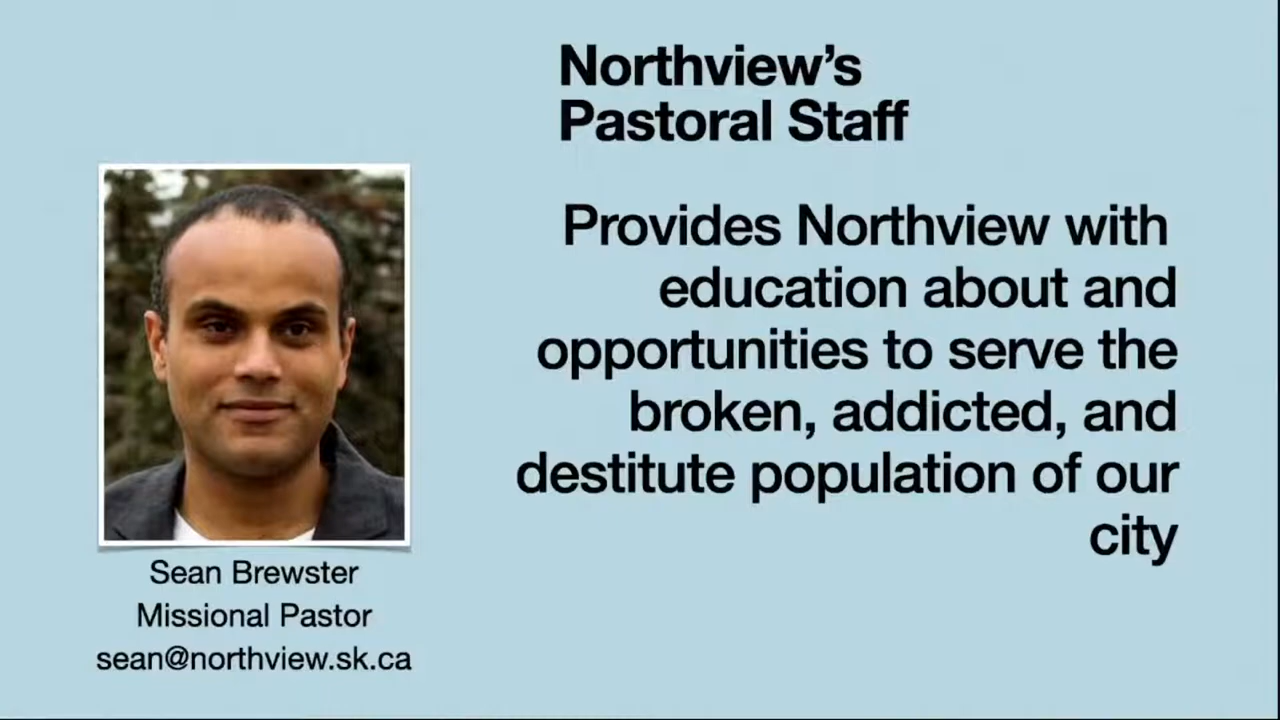 Northview’s
Pastoral Staff
Provides Northview with
education about and
opportunities to serve the
broken, addicted, and
destitute population of our
city
Sean Brewster
Missional Pastor
sean@northview.sk.ca